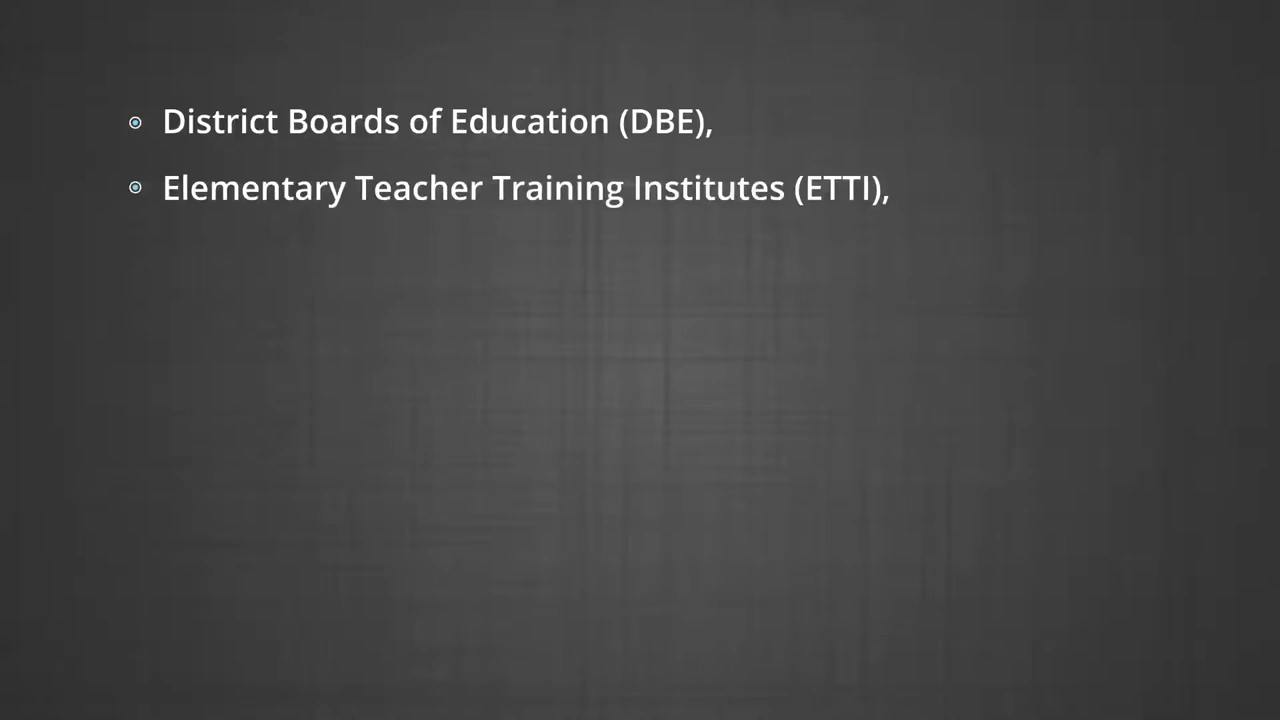 District Boards of Education (DBE),
Elementary Teacher Training Institutes (ETTI),